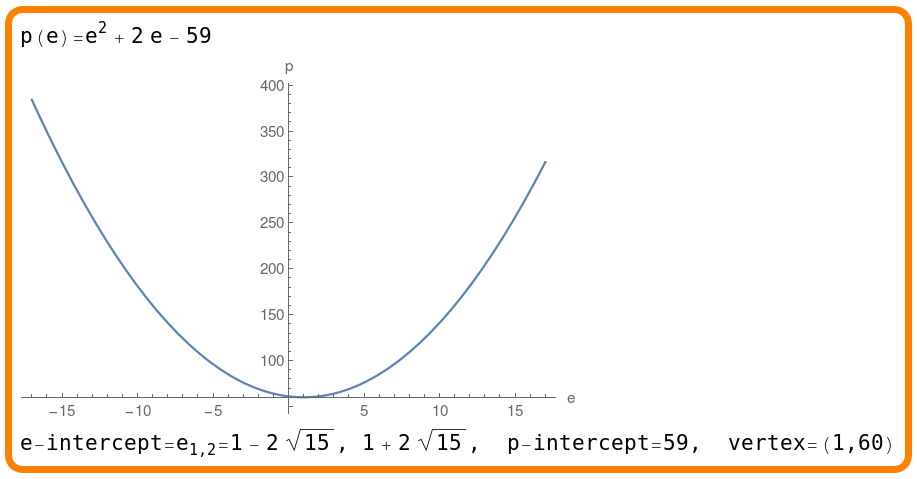 p(e)=e² + 2 e − 59
p
400
350
300
250
200
150
100
−15 −10 −5 5 10 15 e
e−intercept=e₁,₂=1 − 2 √15, 1 + 2 √15, p−intercept=59, vertex=(1,60)